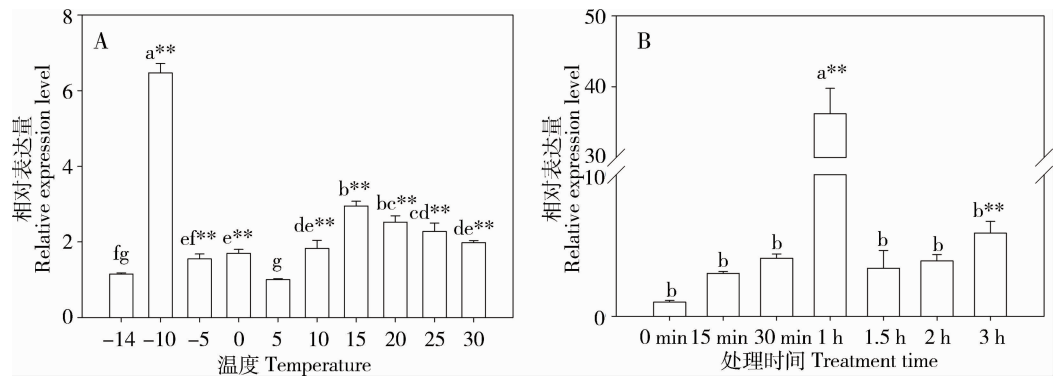 A
相对表达量
Relative expression level
8
6
4
2
0
fg
a**
ef**
e**
g
de**
b**
bc**
cd**
de**
−14 −10 −5 0 5 10 15 20 25 30
温度 Temperature
B
相对表达量
Relative expression level
50
40
30
10
0
b
b
b
a**
b
b
b**
0 min 15 min 30 min 1 h 1.5 h 2 h 3 h
处理时间 Treatment time